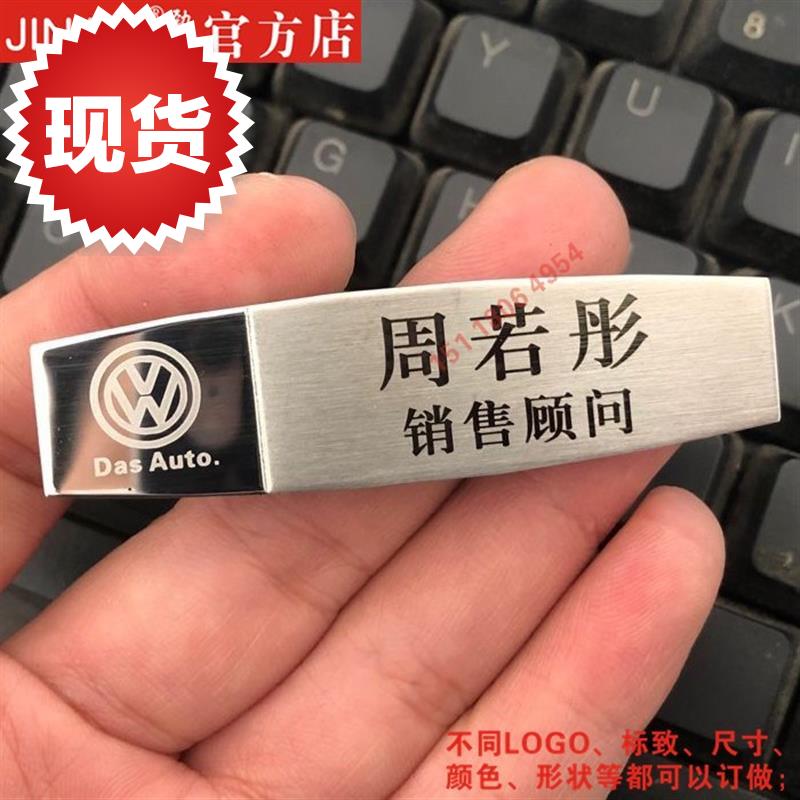 官方店
现货
Y
U
8
G
H
I
周若彤
销售顾问
Das Auto.
不同LOGO、标致、尺寸、
颜色、形状等都可以订做;